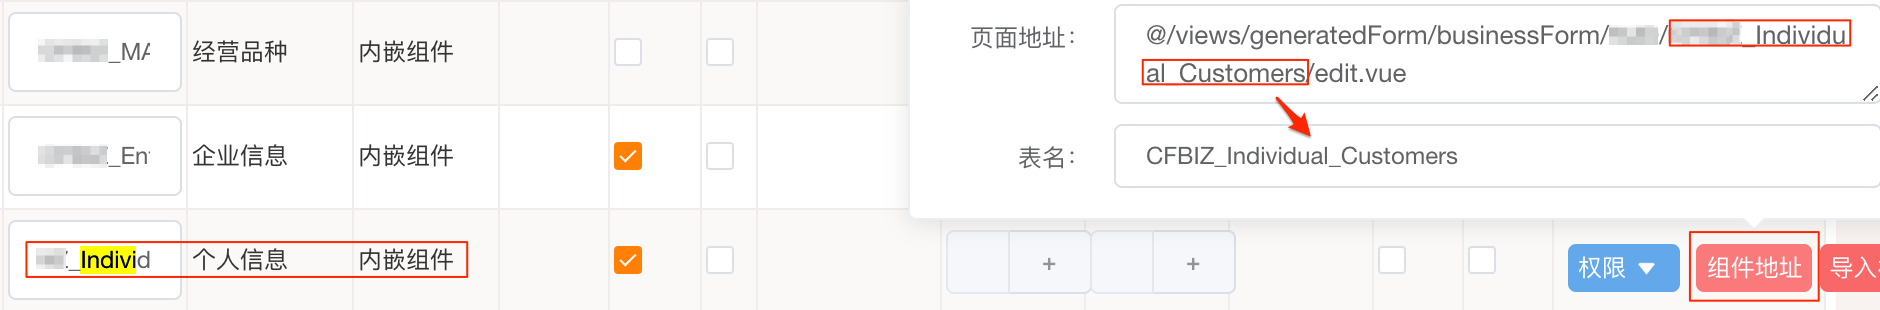 _MA 经营品种 内嵌组件
_Ent 企业信息 内嵌组件
_Individ 个人信息 内嵌组件
页面地址：
@/views/generatedForm/businessForm/
/
_Individu
al_Customers/edit.vue
表名：
CFBIZ_Individual_Customers
+ +
权限 组件地址 导入